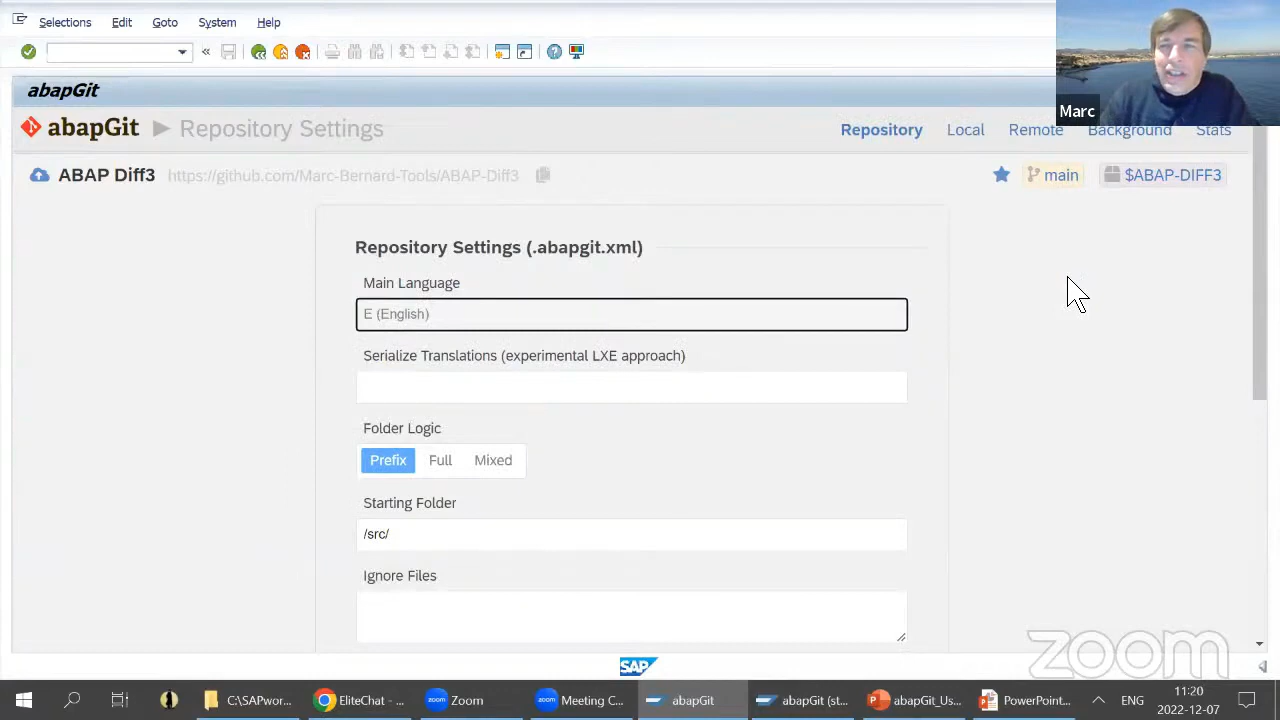 Selections Edit Goto System Help
abapGit
abapGit Repository Settings
Repository Local Remote Background Stats
Marc
ABAP Diff3 https://github.com/Marc-Bernard-Tools/ABAP-Diff3 main $ABAP-DIFF3
Repository Settings (.abapgit.xml)
Main Language
E (English)
Serialize Translations (experimental LXE approach)
Folder Logic
Prefix Full Mixed
Starting Folder
/src/
Ignore Files
zoom
SAP
C:\SAPwor... EliteChat - ... Zoom Meeting C... abapGit abapGit (st... abapGit_Us... PowerPoint... ENG 11:20
2022-12-07